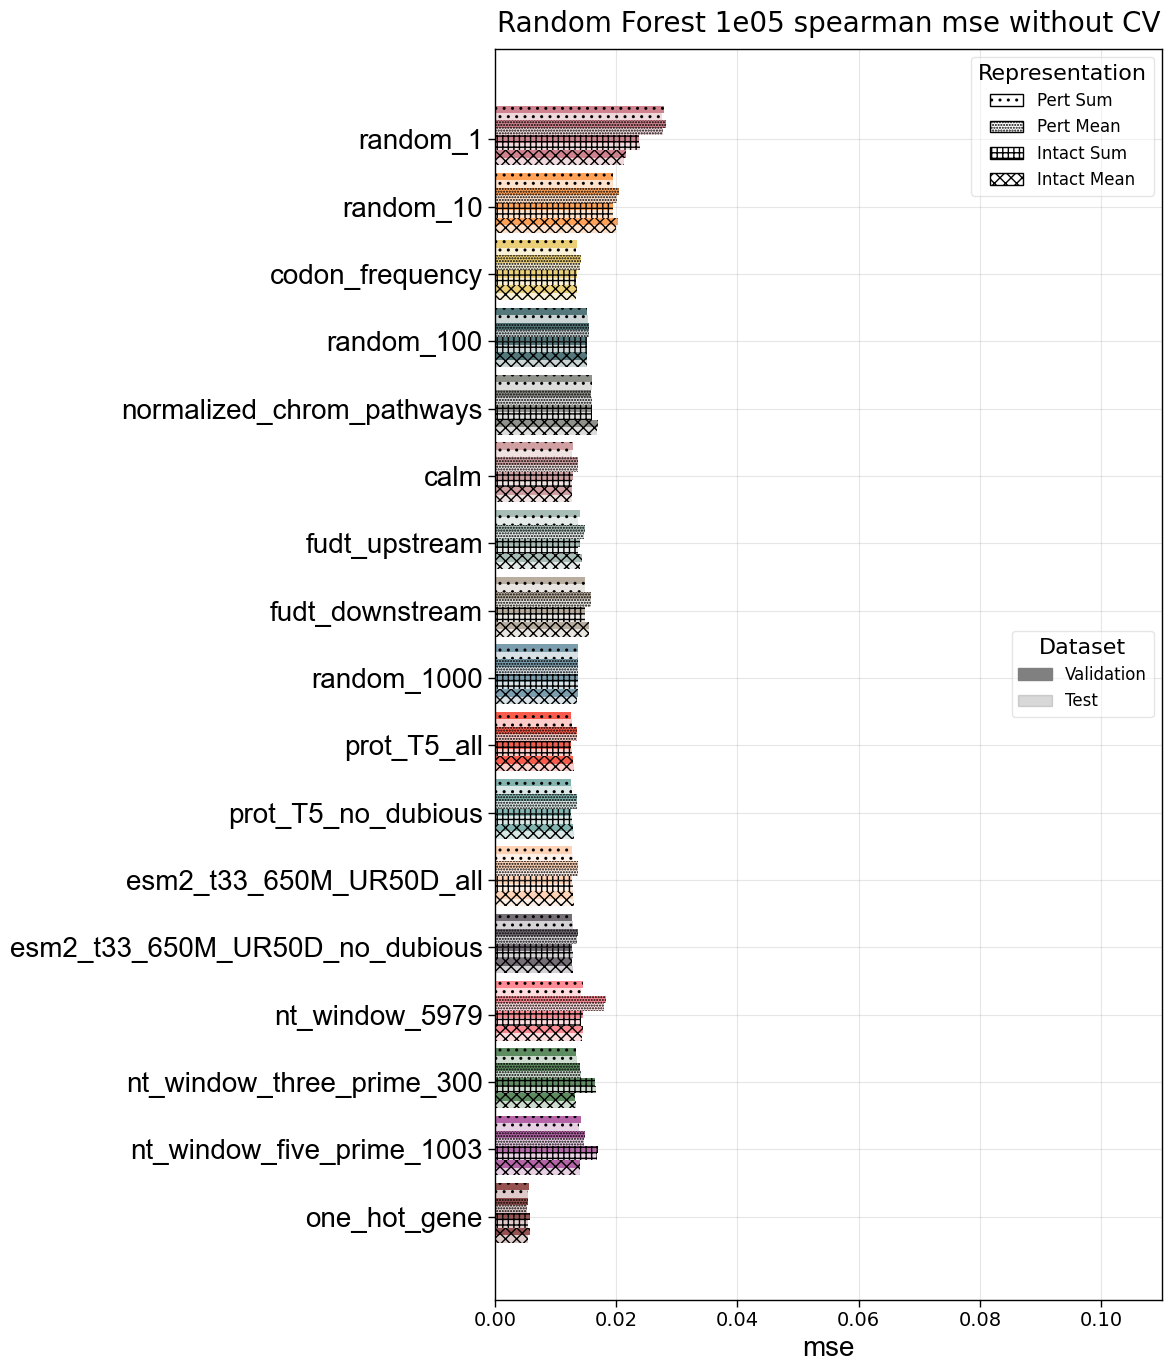 Random Forest 1e05 spearman mse without CV
Representation
Pert Sum
Pert Mean
Intact Sum
Intact Mean
random_1
random_10
codon_frequency
random_100
normalized_chrom_pathways
calm
fudt_upstream
fudt_downstream
Dataset
Validation
Test
random_1000
prot_T5_all
prot_T5_no_dubious
esm2_t33_650M_UR50D_all
esm2_t33_650M_UR50D_no_dubious
nt_window_5979
nt_window_three_prime_300
nt_window_five_prime_1003
one_hot_gene
0.00 0.02 0.04 0.06 0.08 0.10
mse